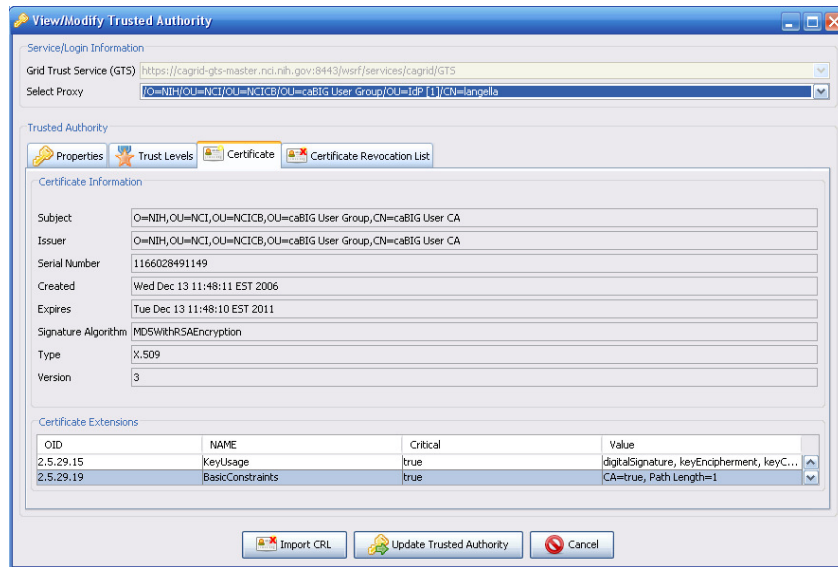 View/Modify Trusted Authority
Service/Login Information
Grid Trust Service (GTS) https://cagrid-gts-master.nci.nih.gov:8443/wsrf/services/cagrid/GTS
Select Proxy /O=NIH/OU=NCI/OU=NCICB/OU=caBIG User Group/OU=IdP [1]/CN=langella
Trusted Authority
Properties Trust Levels Certificate Certificate Revocation List
Certificate Information
Subject O=NIH,OU=NCI,OU=NCICB,OU=caBIG User Group,CN=caBIG User CA
Issuer O=NIH,OU=NCI,OU=NCICB,OU=caBIG User Group,CN=caBIG User CA
Serial Number 1166028491149
Created Wed Dec 13 11:48:11 EST 2006
Expires Tue Dec 13 11:48:10 EST 2011
Signature Algorithm MD5WithRSAEncryption
Type X.509
Version 3
Certificate Extensions
OID NAME Critical Value
2.5.29.15 KeyUsage true digitalSignature, keyEncipherment, keyC...
2.5.29.19 BasicConstraints true CA=true, Path Length=1
Import CRL Update Trusted Authority Cancel